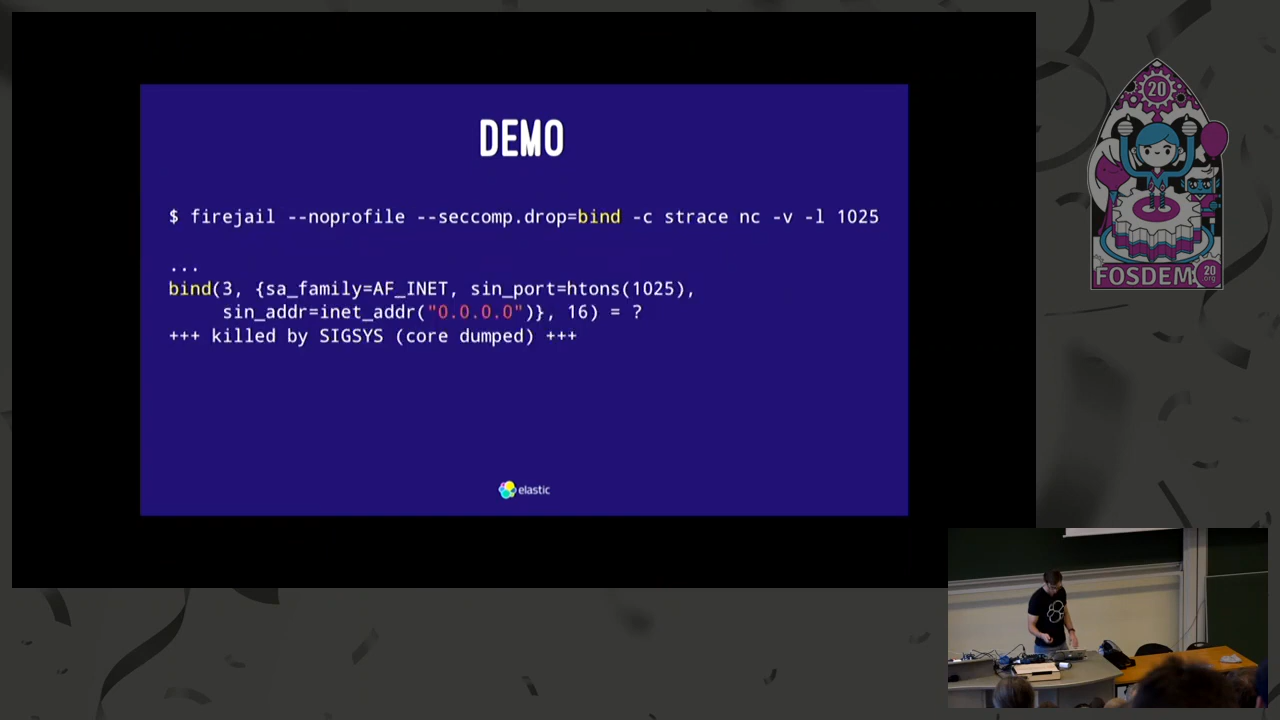 DEMO
$ firejail --noprofile --seccomp.drop=bind -c strace nc -v -l 1025
...
bind(3, {sa_family=AF_INET, sin_port=htons(1025),
sin_addr=inet_addr("0.0.0.0")}, 16) = ?
+++ killed by SIGSYS (core dumped) +++
elastic
20
FOSDEM
20
org